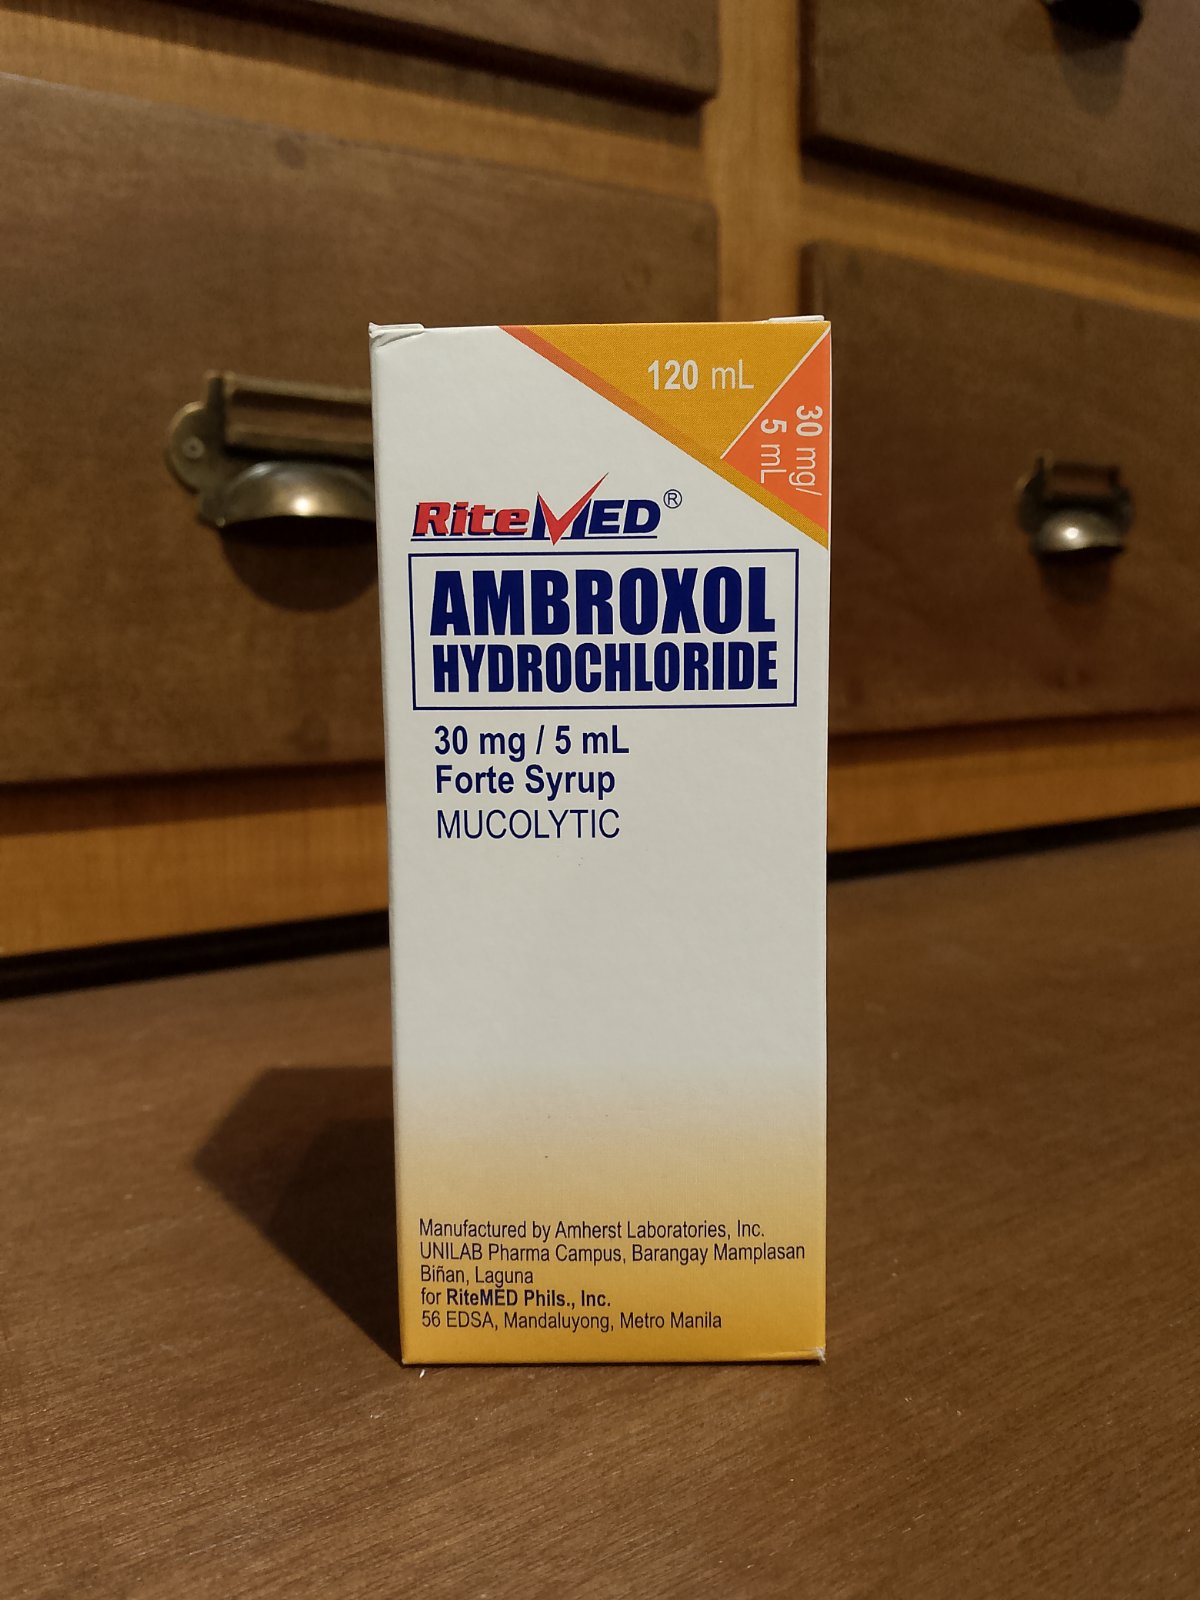 120 mL
30 mg/
5 mL
RiteMED®
AMBROXOL
HYDROCHLORIDE
30 mg / 5 mL
Forte Syrup
MUCOLYTIC
Manufactured by Amherst Laboratories, Inc.
UNILAB Pharma Campus, Barangay Mamplasan
Biñan, Laguna
for RiteMED Phils., Inc.
56 EDSA, Mandaluyong, Metro Manila